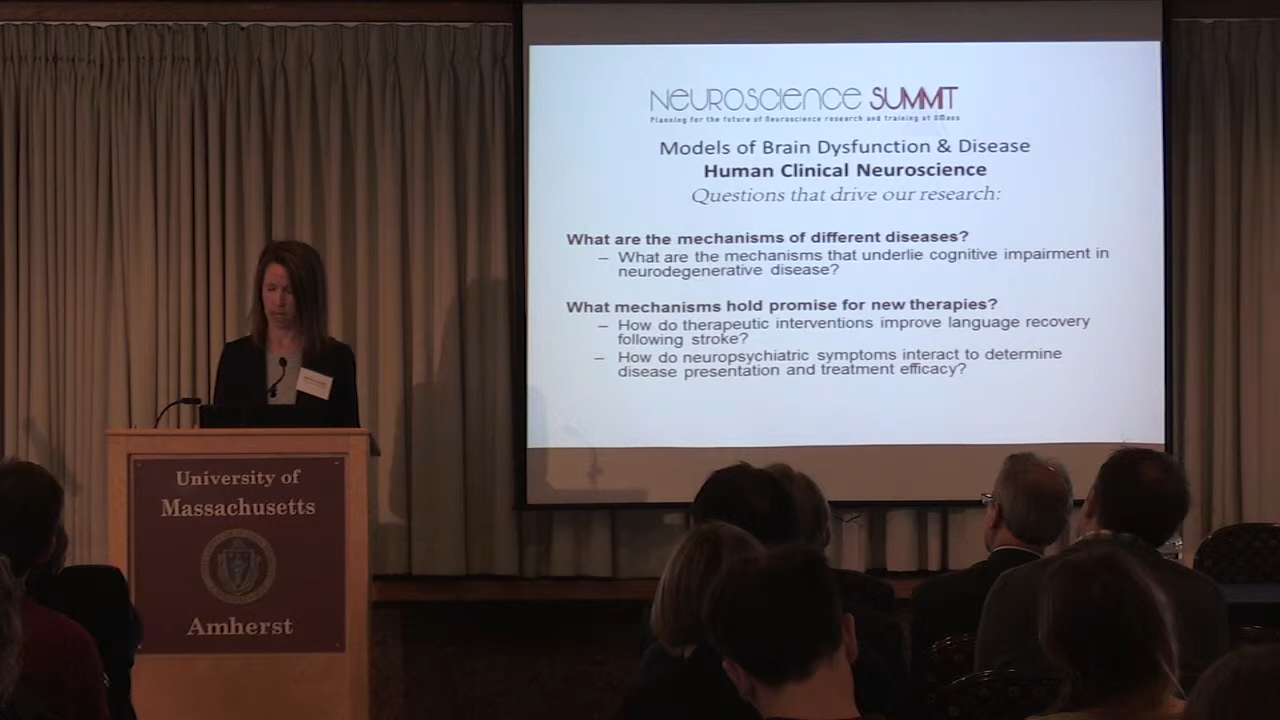 NEUROSCIENCE SUMMIT
Planning for the future of Neuroscience research and training at UMass
Models of Brain Dysfunction & Disease
Human Clinical Neuroscience
Questions that drive our research:
What are the mechanisms of different diseases?
– What are the mechanisms that underlie cognitive impairment in
neurodegenerative disease?
What mechanisms hold promise for new therapies?
– How do therapeutic interventions improve language recovery
following stroke?
– How do neuropsychiatric symptoms interact to determine
disease presentation and treatment efficacy?
University of
Massachusetts
Amherst